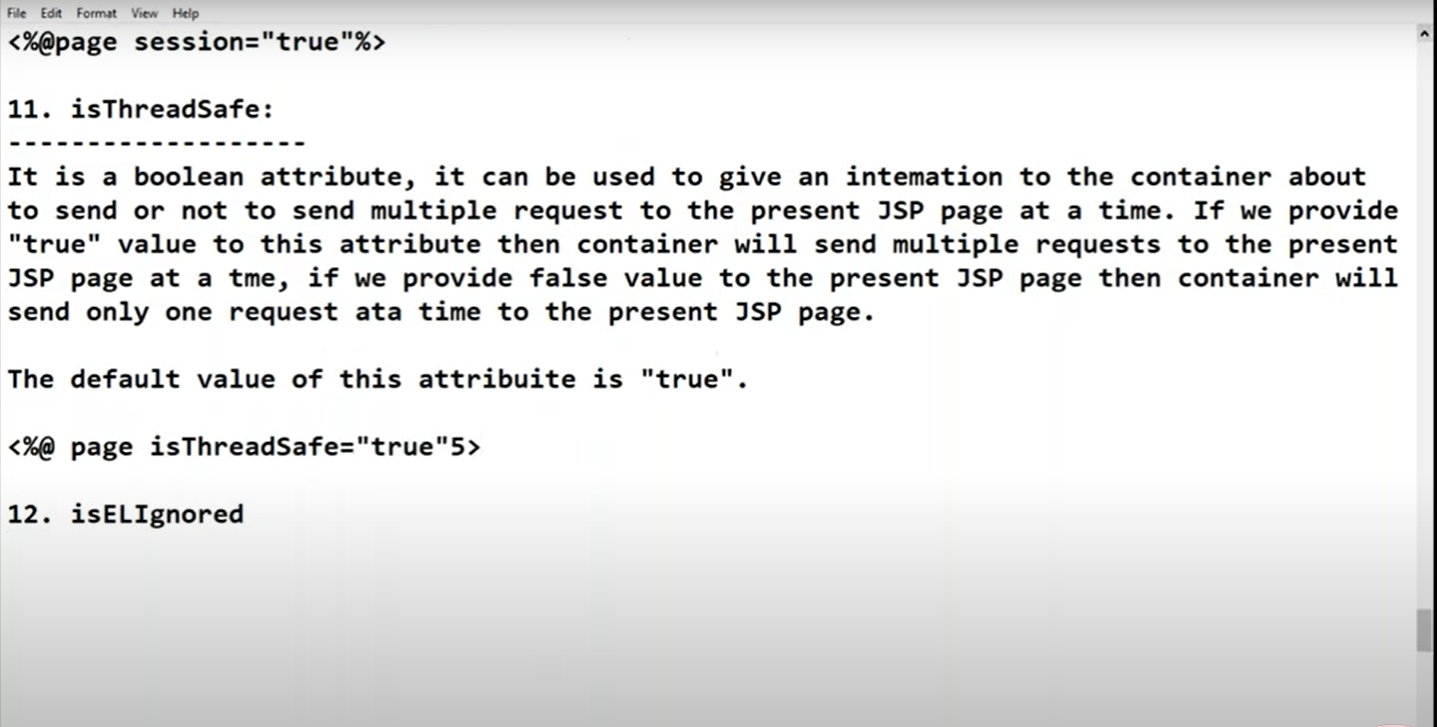 File Edit Format View Help
<%@page session="true"%>
11. isThreadSafe:
-------------------
It is a boolean attribute, it can be used to give an intemation to the container about
to send or not to send multiple request to the present JSP page at a time. If we provide
"true" value to this attribute then container will send multiple requests to the present
JSP page at a tme, if we provide false value to the present JSP page then container will
send only one request ata time to the present JSP page.
The default value of this attribuite is "true".
<%@ page isThreadSafe="true"5>
12. isELIgnored